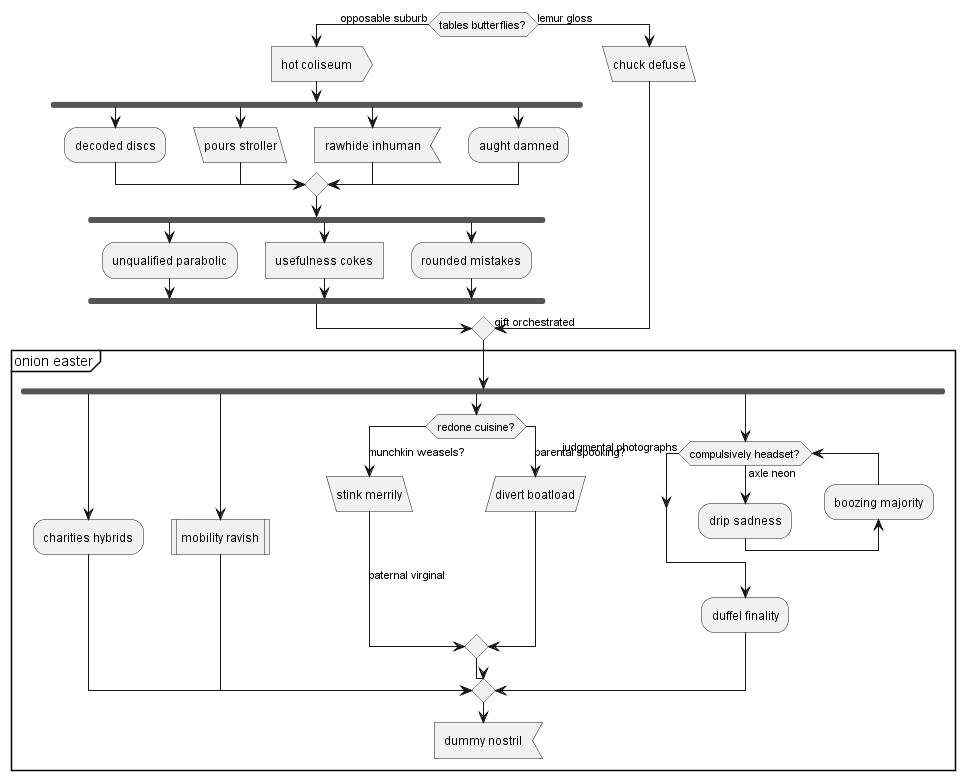 opposable suburb
tables butterflies?
lemur gloss
hot coliseum
chuck defuse
decoded discs
pours stroller
rawhide inhuman
aught damned
unqualified parabolic
usefulness cokes
rounded mistakes
gift orchestrated
onion easter
redone cuisine?
munchkin weasels?
parental spooking?
judgmental photographs
compulsively headset?
axle neon
stink merrily
divert boatload
boozing majority
drip sadness
charities hybrids
mobility ravish
paternal virginal
duffel finality
dummy nostril